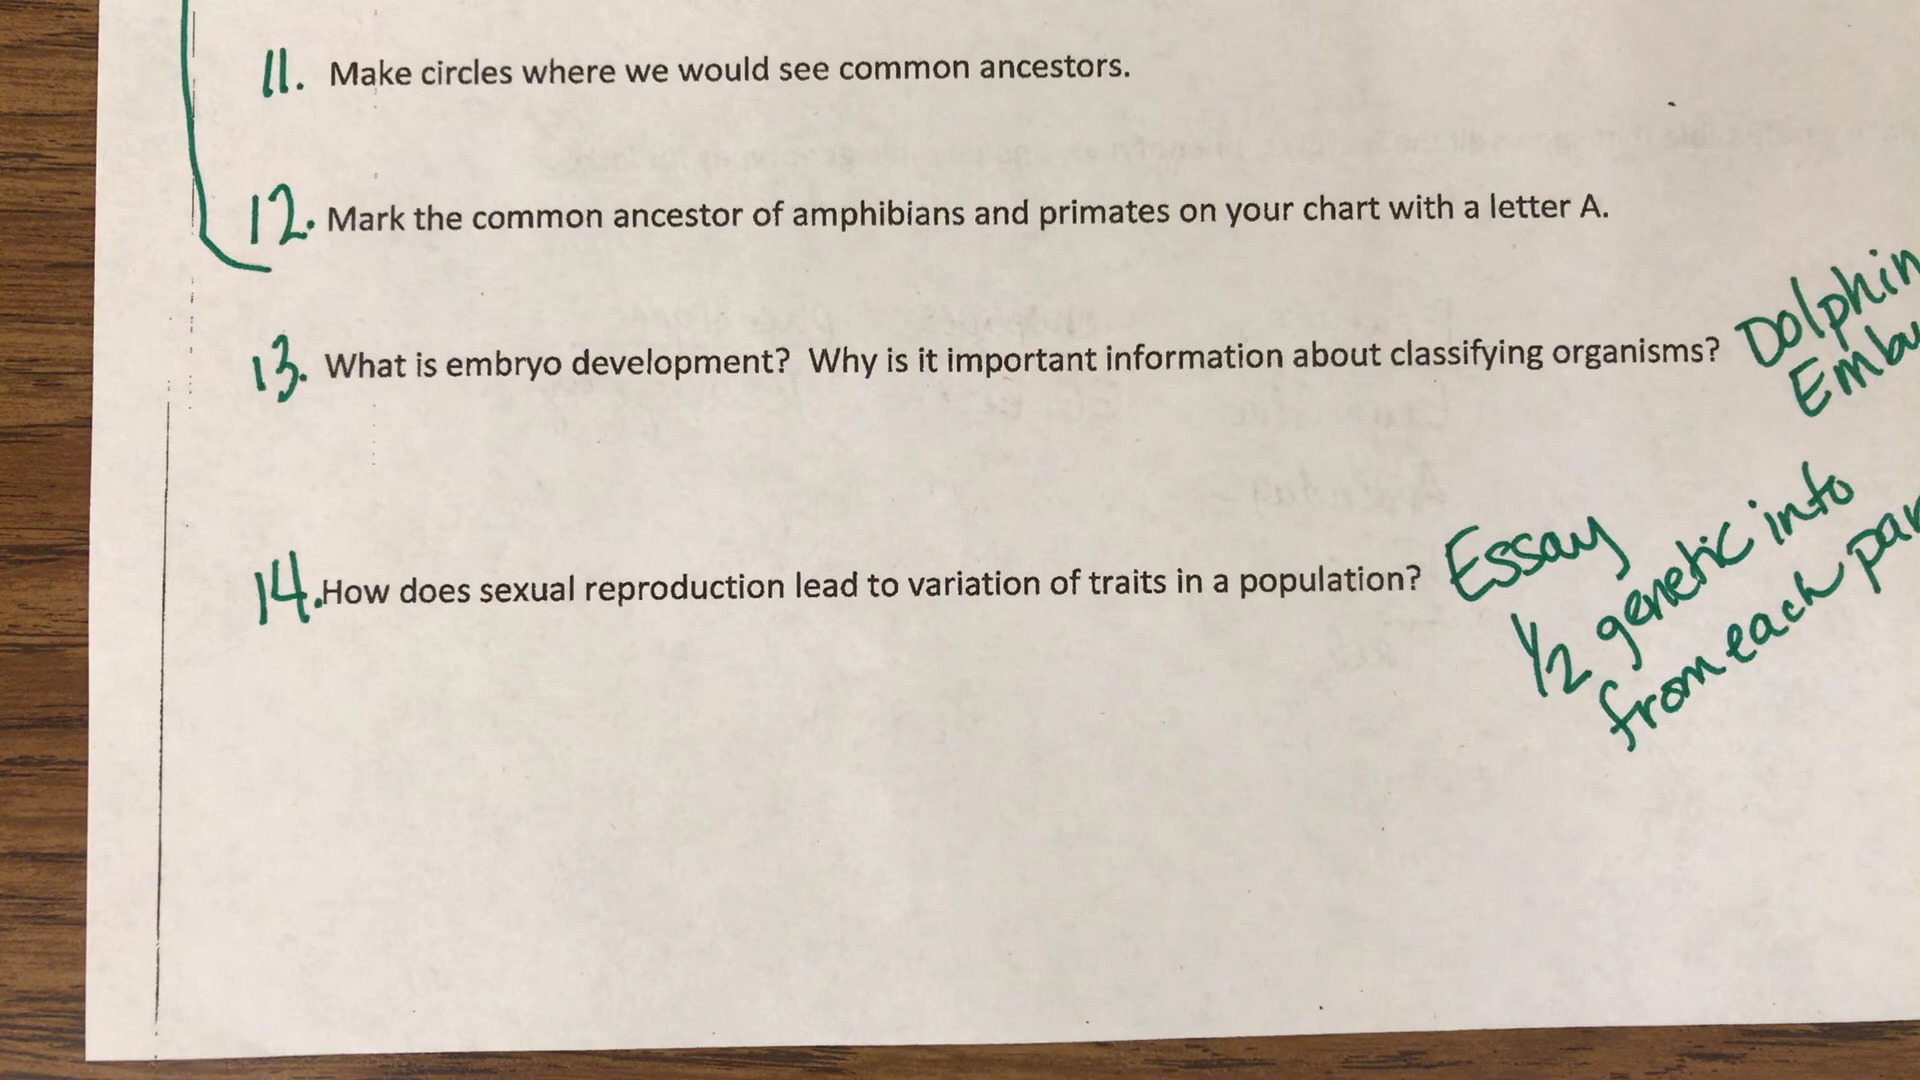 11. Make circles where we would see common ancestors.
12. Mark the common ancestor of amphibians and primates on your chart with a letter A.
13. What is embryo development? Why is it important information about classifying organisms?
Dolphin
14. How does sexual reproduction lead to variation of traits in a population?
Essay
1/2 genetic into
from each